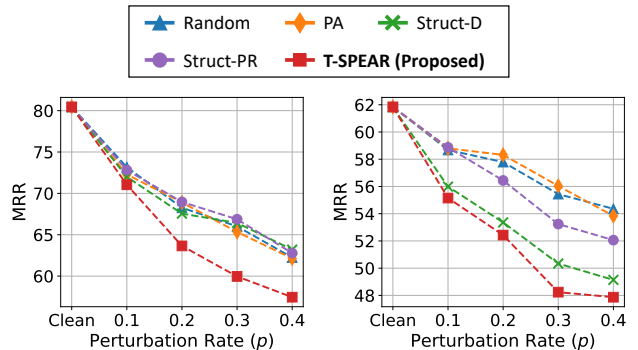 Random PA Struct-D
Struct-PR T-SPEAR (Proposed)
MRR
80
75
70
65
60
Clean 0.1 0.2 0.3 0.4
Perturbation Rate (p)
MRR
62
60
58
56
54
52
50
48
Clean 0.1 0.2 0.3 0.4
Perturbation Rate (p)